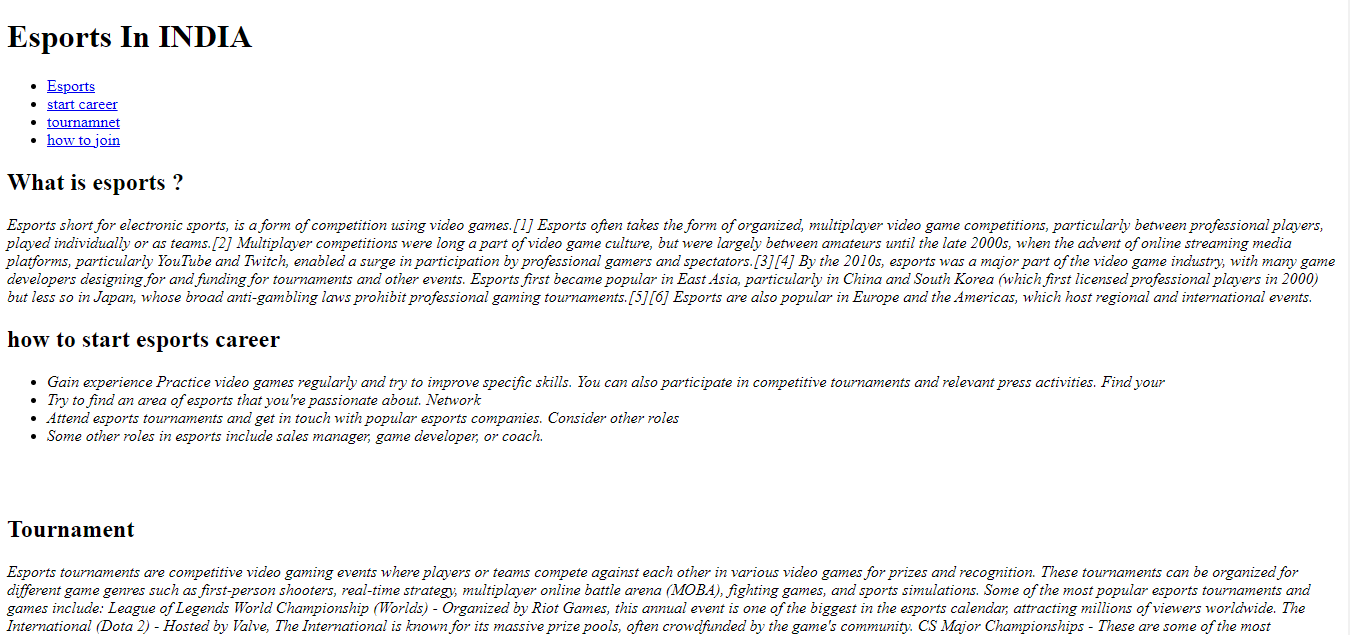 Esports In INDIA
Esports
start career
tournamnet
how to join
What is esports ?
Esports short for electronic sports, is a form of competition using video games.[1] Esports often takes the form of organized, multiplayer video game competitions, particularly between professional players,
played individually or as teams.[2] Multiplayer competitions were long a part of video game culture, but were largely between amateurs until the late 2000s, when the advent of online streaming media
platforms, particularly YouTube and Twitch, enabled a surge in participation by professional gamers and spectators.[3][4] By the 2010s, esports was a major part of the video game industry, with many game
developers designing for and funding for tournaments and other events. Esports first became popular in East Asia, particularly in China and South Korea (which first licensed professional players in 2000)
but less so in Japan, whose broad anti-gambling laws prohibit professional gaming tournaments.[5][6] Esports are also popular in Europe and the Americas, which host regional and international events.
how to start esports career
Gain experience Practice video games regularly and try to improve specific skills. You can also participate in competitive tournaments and relevant press activities. Find your
Try to find an area of esports that you're passionate about. Network
Attend esports tournaments and get in touch with popular esports companies. Consider other roles
Some other roles in esports include sales manager, game developer, or coach.
Tournament
Esports tournaments are competitive video gaming events where players or teams compete against each other in various video games for prizes and recognition. These tournaments can be organized for
different game genres such as first-person shooters, real-time strategy, multiplayer online battle arena (MOBA), fighting games, and sports simulations. Some of the most popular esports tournaments and
games include: League of Legends World Championship (Worlds) - Organized by Riot Games, this annual event is one of the biggest in the esports calendar, attracting millions of viewers worldwide. The
International (Dota 2) - Hosted by Valve, The International is known for its massive prize pools, often crowdfunded by the game's community. CS Major Championships - These are some of the most